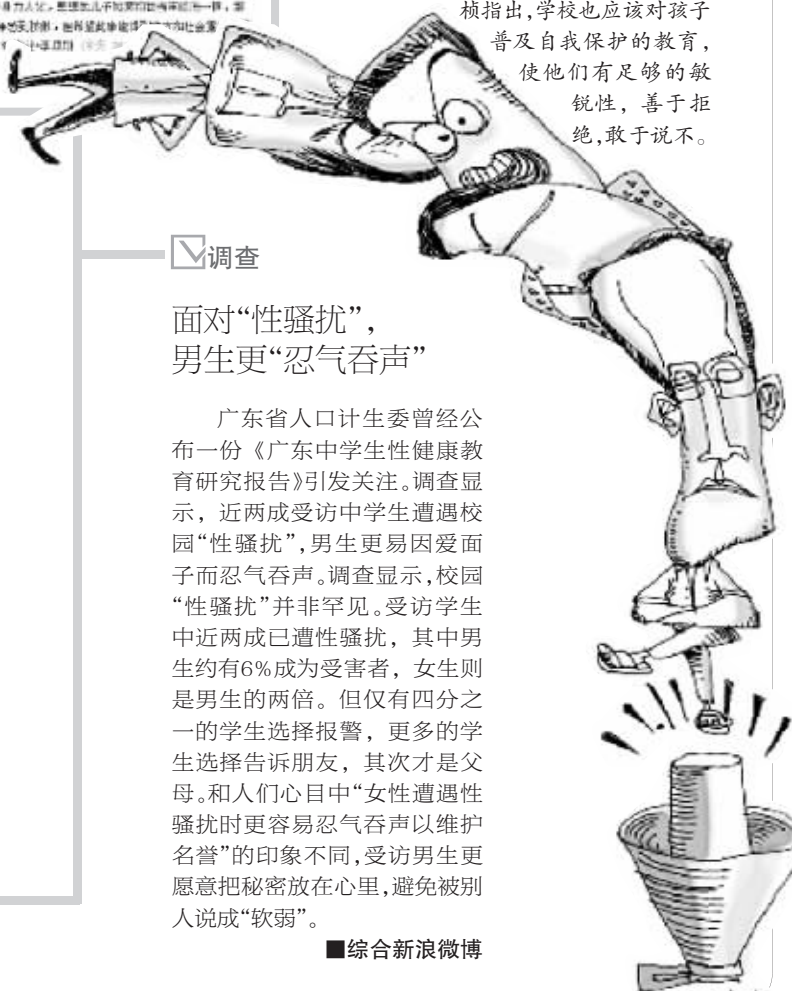 桢指出,学校也应该对孩子
普及自我保护的教育,
使他们有足够的敏
锐性，善于拒
绝,敢于说不。
调查
面对“性骚扰”,
男生更“忍气吞声”
广东省人口计生委曾经公
布一份《广东中学生性健康教
育研究报告》引发关注。调查显
示，近两成受访中学生遭遇校
园“性骚扰”,男生更易因爱面
子而忍气吞声。调查显示,校园
“性骚扰”并非罕见。受访学生
中近两成已遭性骚扰，其中男
生约有6%成为受害者，女生则
是男生的两倍。但仅有四分之
一的学生选择报警，更多的学
生选择告诉朋友，其次才是父
母。和人们心目中“女性遭遇性
骚扰时更容易忍气吞声以维护
名誉”的印象不同,受访男生更
愿意把秘密放在心里,避免被别
人说成“软弱”。
■综合新浪微博